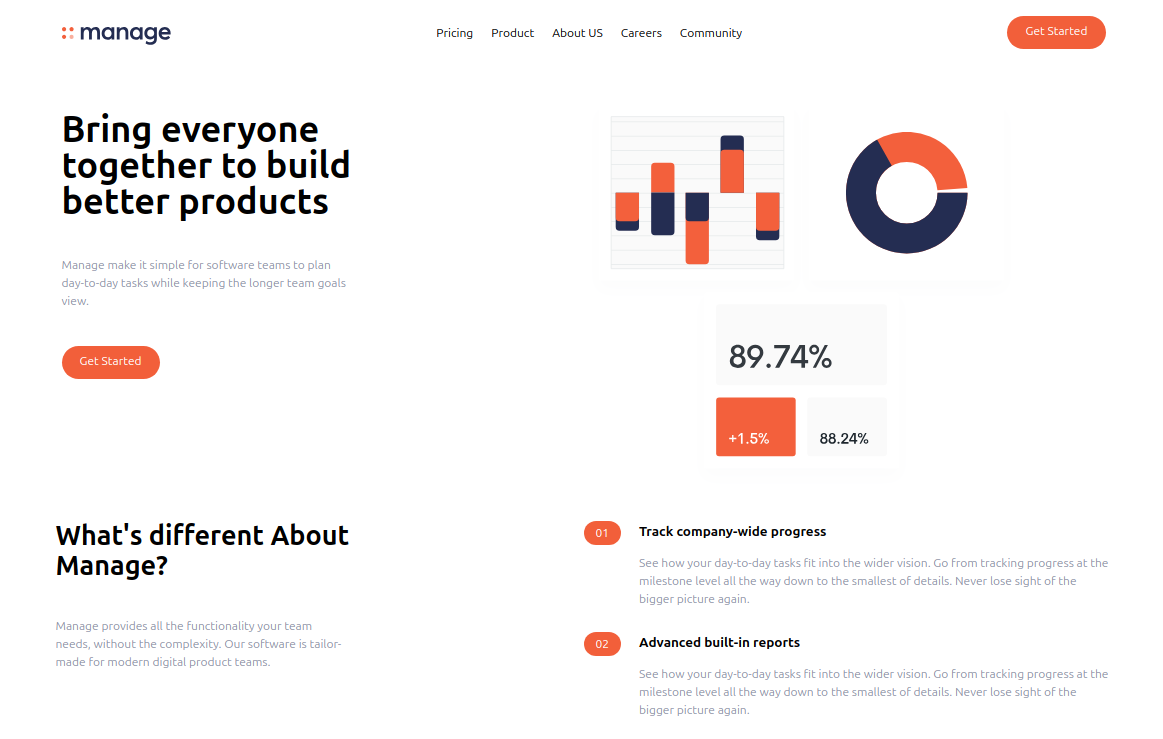 manage
Pricing Product About US Careers Community
Get Started
Bring everyone
together to build
better products
Manage make it simple for software teams to plan
day-to-day tasks while keeping the longer team goals
view.
Get Started
89.74%
+1.5%
88.24%
What's different About
Manage?
Manage provides all the functionality your team
needs, without the complexity. Our software is tailor-
made for modern digital product teams.
01
Track company-wide progress
See how your day-to-day tasks fit into the wider vision. Go from tracking progress at the
milestone level all the way down to the smallest of details. Never lose sight of the
bigger picture again.
02
Advanced built-in reports
See how your day-to-day tasks fit into the wider vision. Go from tracking progress at the
milestone level all the way down to the smallest of details. Never lose sight of the
bigger picture again.